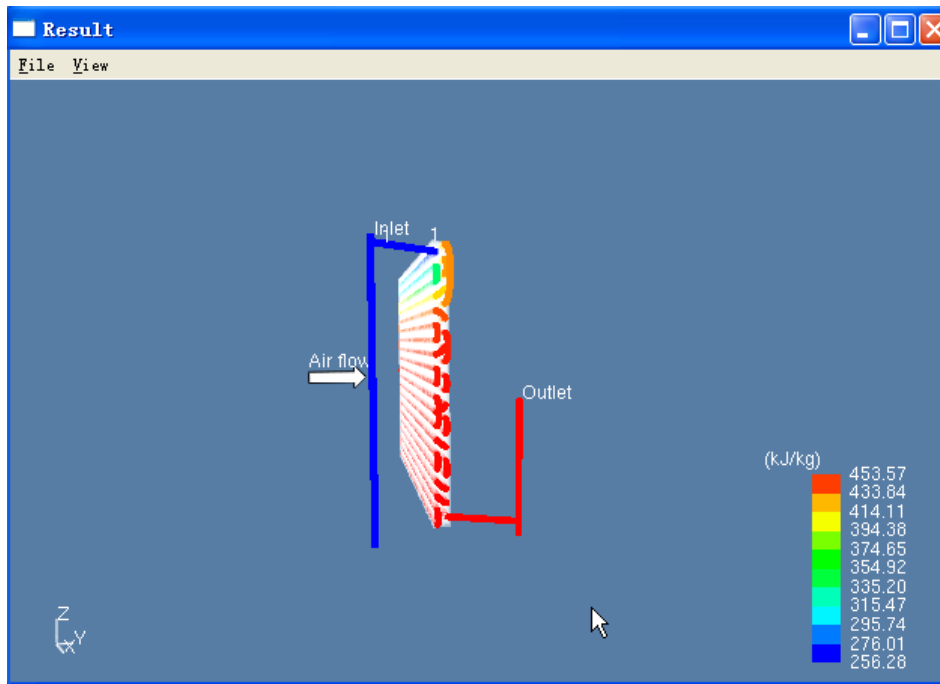 Result
File View
Inlet
1
Air flow
Outlet
(kJ/kg)
453.57
433.84
414.11
394.38
374.65
354.92
335.20
315.47
295.74
276.01
256.28
Z
Y
X